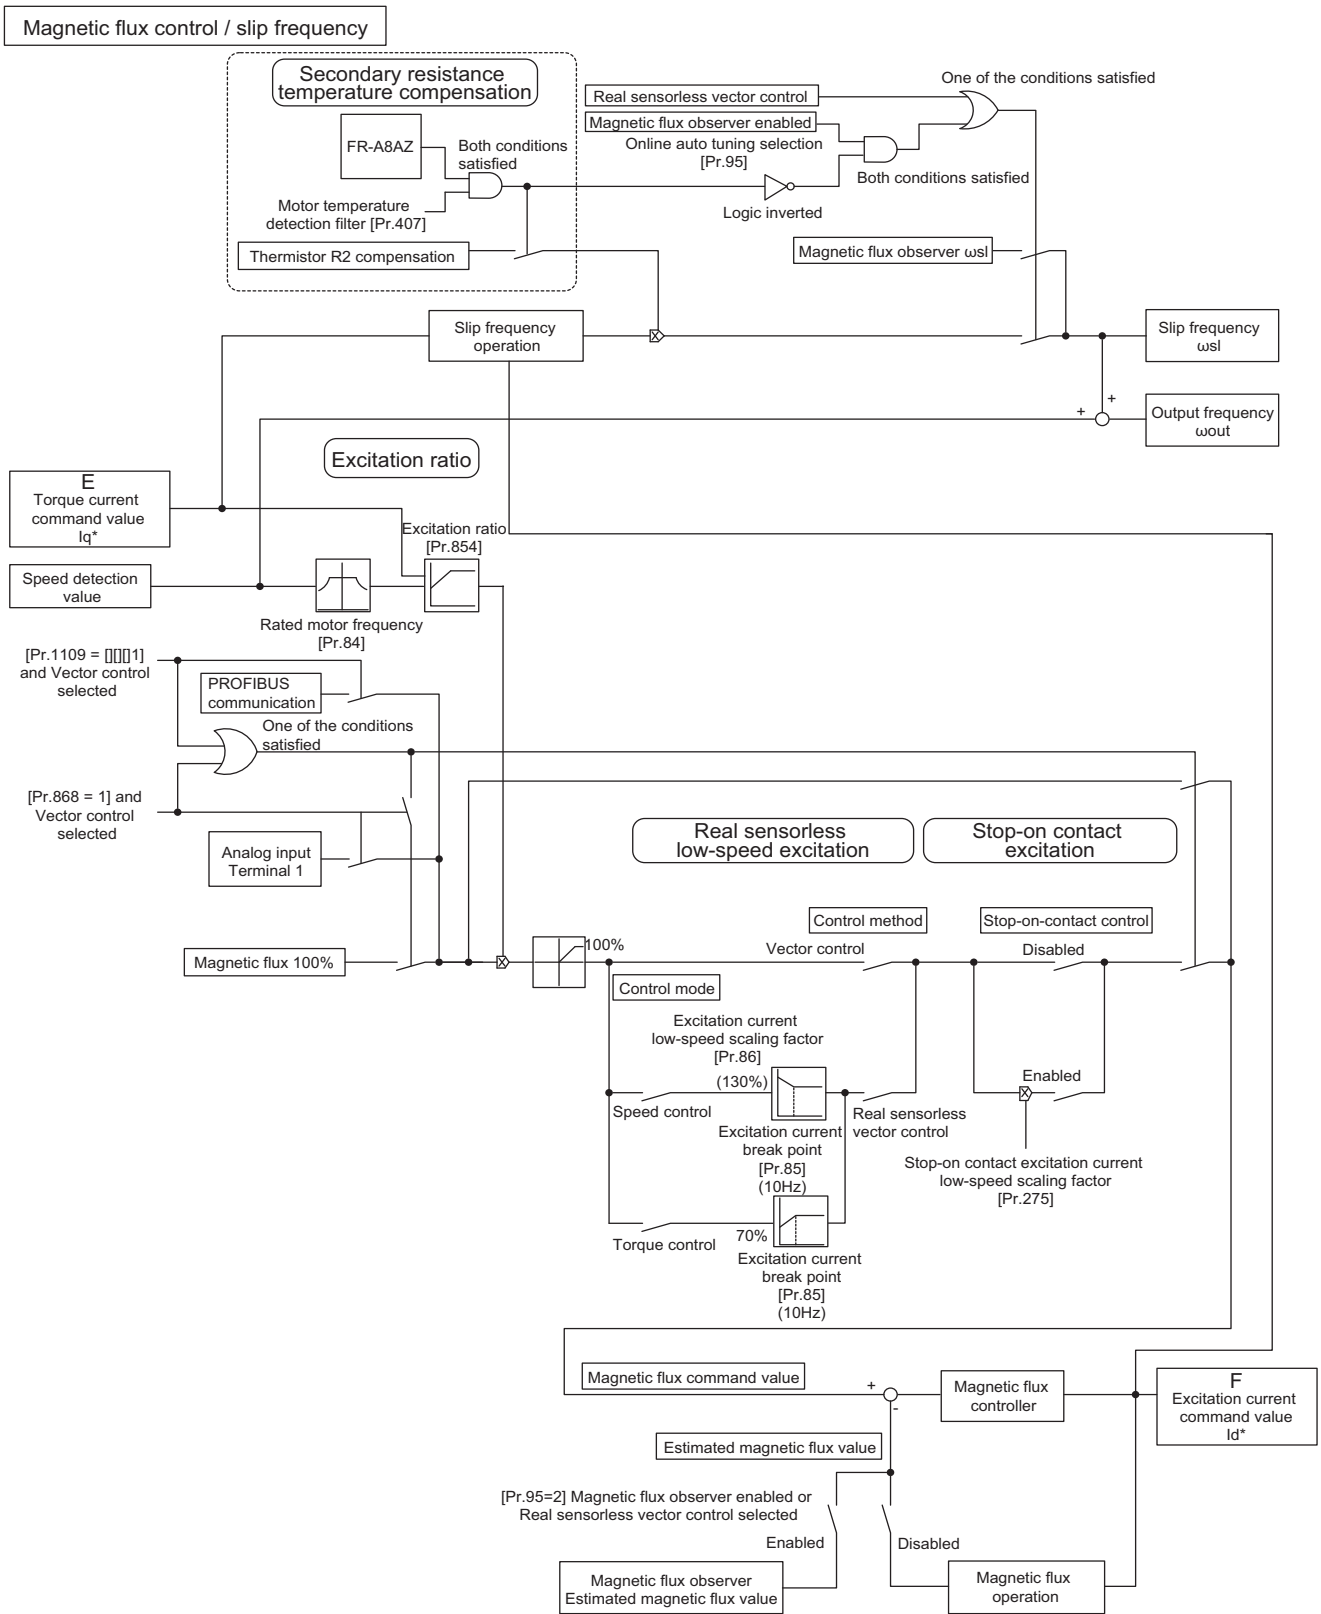 Magnetic flux control / slip frequency
Secondary resistance
temperature compensation
FR-A8AZ
Both conditions
satisfied
Motor temperature
detection filter [Pr.407]
Thermistor R2 compensation
One of the conditions satisfied
Real sensorless vector control
Magnetic flux observer enabled
Online auto tuning selection
[Pr.95]
Both conditions satisfied
Logic inverted
Magnetic flux observer ωsl
Slip frequency
operation
X
Slip frequency
ωsl
+
+
Output frequency
ωout
Excitation ratio
E
Torque current
command value
Iq*
Excitation ratio
[Pr.854]
Speed detection
value
Rated motor frequency
[Pr.84]
[Pr.1109 = [][][]1]
and Vector control
selected
PROFIBUS
communication
One of the conditions
satisfied
[Pr.868 = 1] and
Vector control
selected
Analog input
Terminal 1
Real sensorless
low-speed excitation
Stop-on contact
excitation
Control method
Stop-on-contact control
Magnetic flux 100%
X
100%
Vector control
Disabled
Control mode
Excitation current
low-speed scaling factor
[Pr.86]
(130%)
Speed control
Excitation current
break point
[Pr.85]
(10Hz)
Real sensorless
vector control
Enabled
X
Stop-on contact excitation current
low-speed scaling factor
[Pr.275]
70%
Torque control
Excitation current
break point
[Pr.85]
(10Hz)
Magnetic flux command value
+
-
Magnetic flux
controller
F
Excitation current
command value
Id*
Estimated magnetic flux value
[Pr.95=2] Magnetic flux observer enabled or
Real sensorless vector control selected
Enabled
Disabled
Magnetic flux observer
Estimated magnetic flux value
Magnetic flux
operation